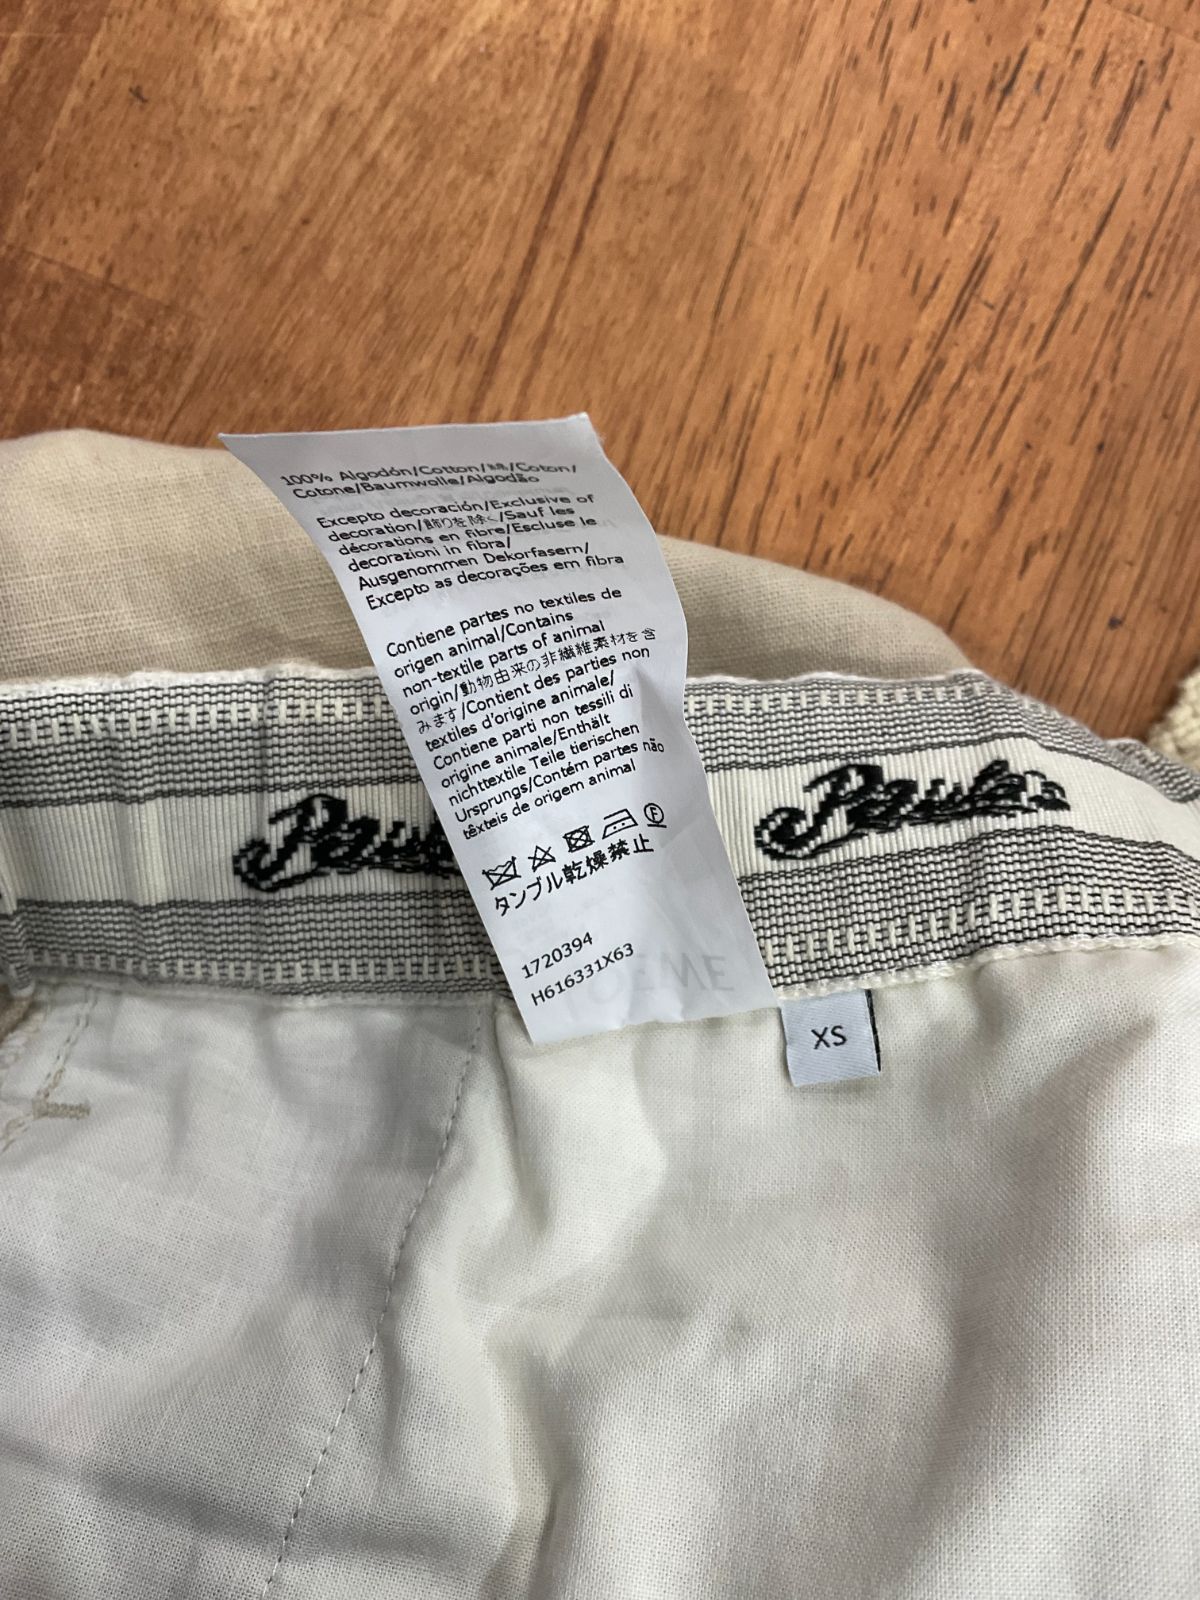 100% Algodón/Cotton/綿/Coton/
Cotone/Baumwolle/Algodão
Excepto decoración/Exclusive of
decoration/飾りを除く/Sauf les
décorations en fibre/Escluse le
decorazioni in fibra/
Ausgenommen Dekorfasern/
Excepto as decorações em fibra
Contiene partes no textiles de
origen animal/Contains
non-textile parts of animal
origin/動物由来の非繊維素材を含
みます/Contient des parties non
textiles d'origine animale/
Contiene parti non tessili di
origine animale/Enthält
nichttextile Teile tierischen
Ursprungs/Contém partes não
têxteis de origem animal
タンブル乾燥禁止
1720394
H616331X63
Paula's
XS